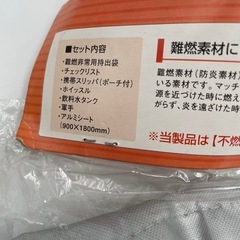 ■セット内容
・難燃非常用持出袋
・チェックリスト
・携帯スリッパ(ポーチ付)
・ホイッスル
・飲料水タンク
・軍手
・アルミシート
(900×1800mm)
難燃素材に
難燃素材(防炎素材)
いる素材です。マッチ
源を近づけた時に燃え
がらず、炎を遠ざけた時
※当製品は【不燃